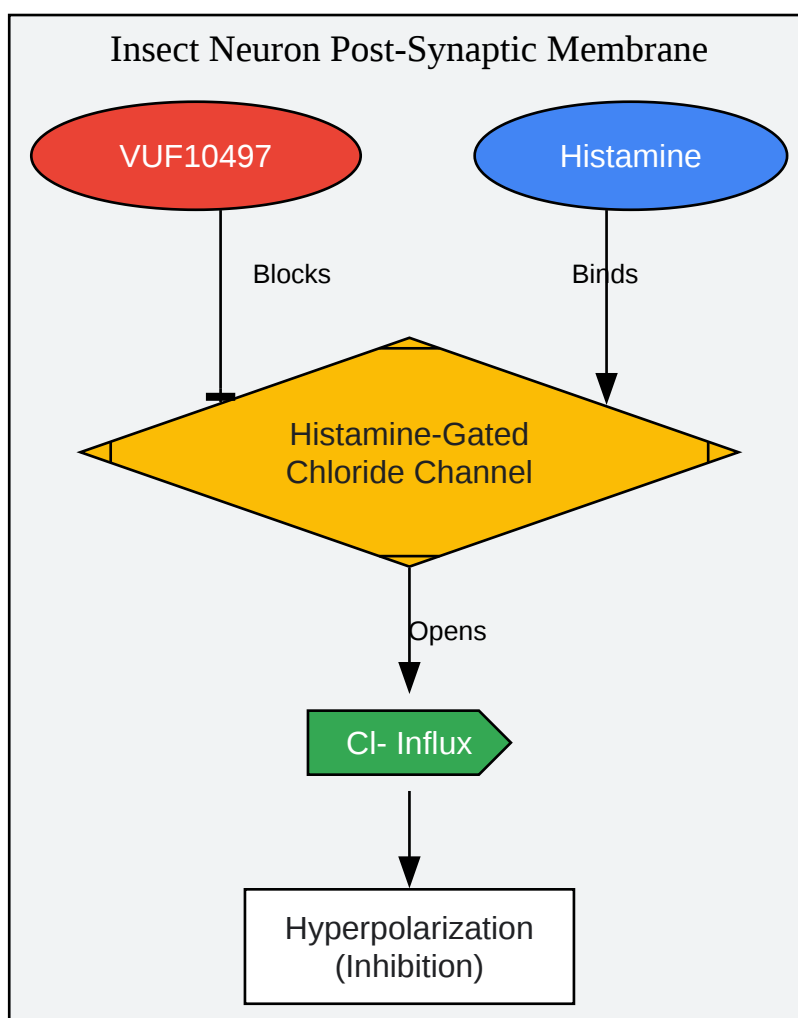 Insect Neuron Post-Synaptic Membrane
VUF10497
Histamine
Blocks
Binds
Histamine-Gated
Chloride Channel
Opens
Cl- Influx
Hyperpolarization
(Inhibition)